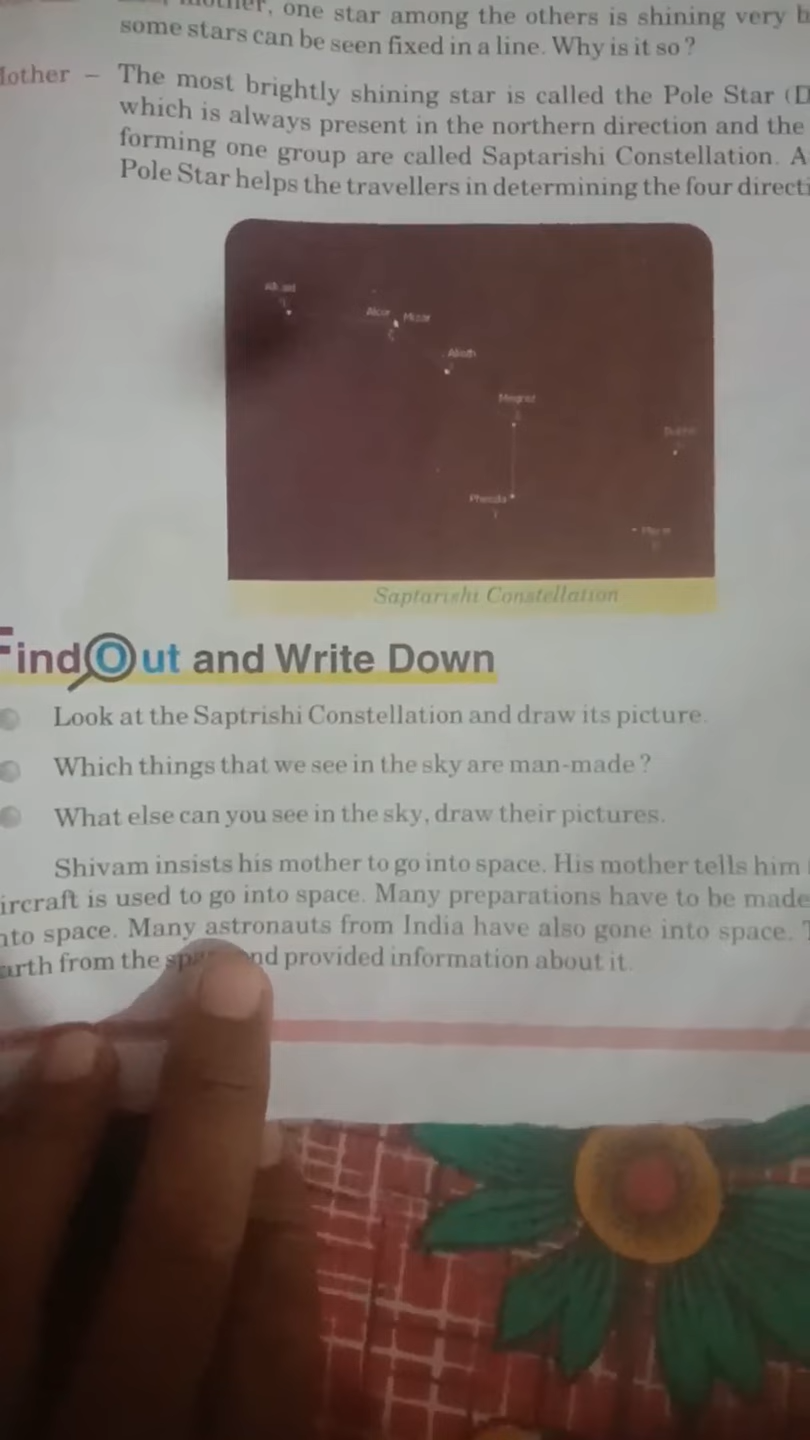 mother, one star among the others is shining very
some stars can be seen fixed in a line. Why is it so?
Mother – The most brightly shining star is called the Pole Star (D
which is always present in the northern direction and the
forming one group are called Saptarishi Constellation. A
Pole Star helps the travellers in determining the four directi
Alcor Mizar
Alioth
Megrez
Phecda
Saptarishi Constellation
Find Out and Write Down
Look at the Saptrishi Constellation and draw its picture.
Which things that we see in the sky are man-made?
What else can you see in the sky, draw their pictures.
Shivam insists his mother to go into space. His mother tells him
ircraft is used to go into space. Many preparations have to be made
nto space. Many astronauts from India have also gone into space. T
arth from the nd provided information about it.